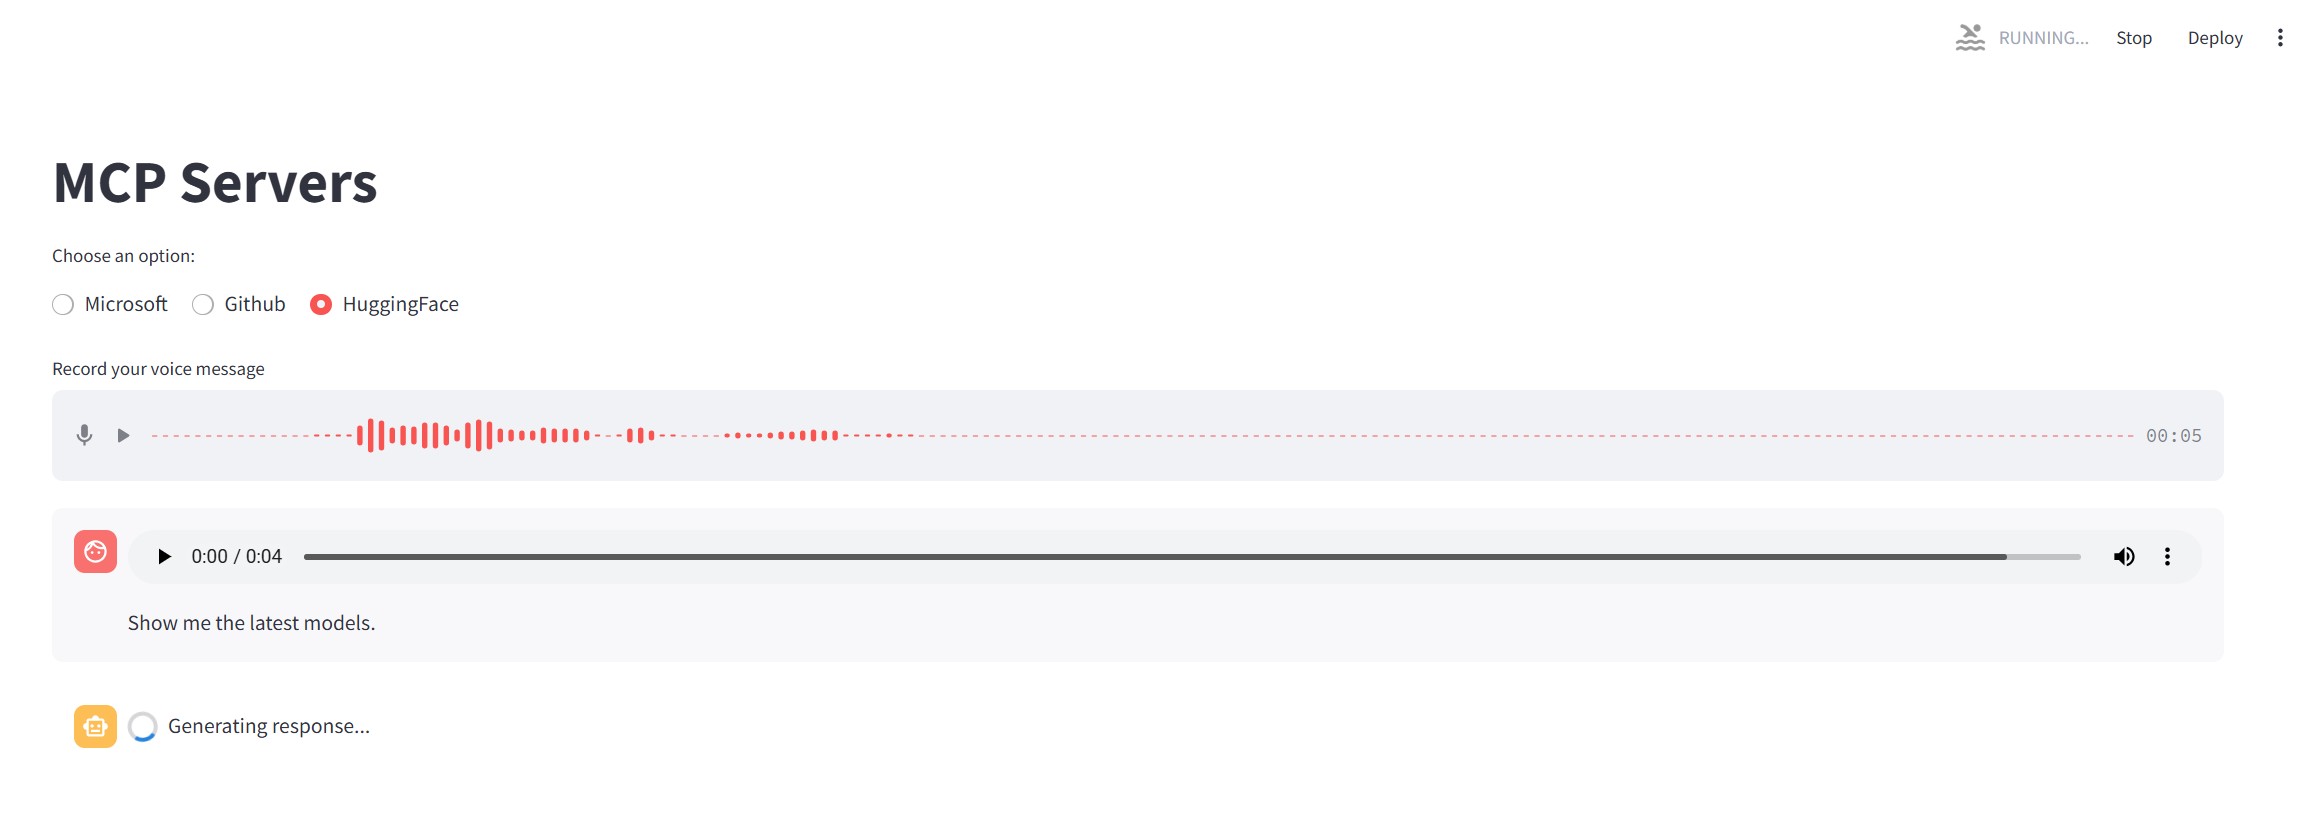 RUNNING... Stop Deploy
MCP Servers
Choose an option:
Microsoft Github HuggingFace
Record your voice message
00:05
0:00 / 0:04
Show me the latest models.
Generating response...